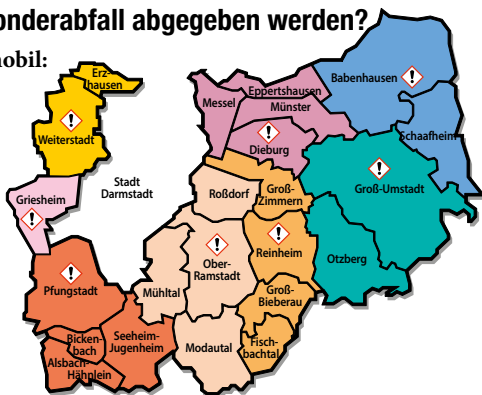 onderabfall abgegeben werden?
obil:
Erz-
hausen
Weiterstadt
Griesheim
Stadt
Darmstadt
Pfungstadt
Bicken-
bach
Alsbach-
Hähnlein
Seeheim-
Jugenheim
Mühltal
Messel
Eppertshausen
Münster
Dieburg
Babenhausen
Schaafheim
Groß-Umstadt
Otzberg
Roßdorf
Groß-
Zimmern
Ober-
Ramstadt
Reinheim
Groß-
Bieberau
Modautal
Fisch-
bachtal